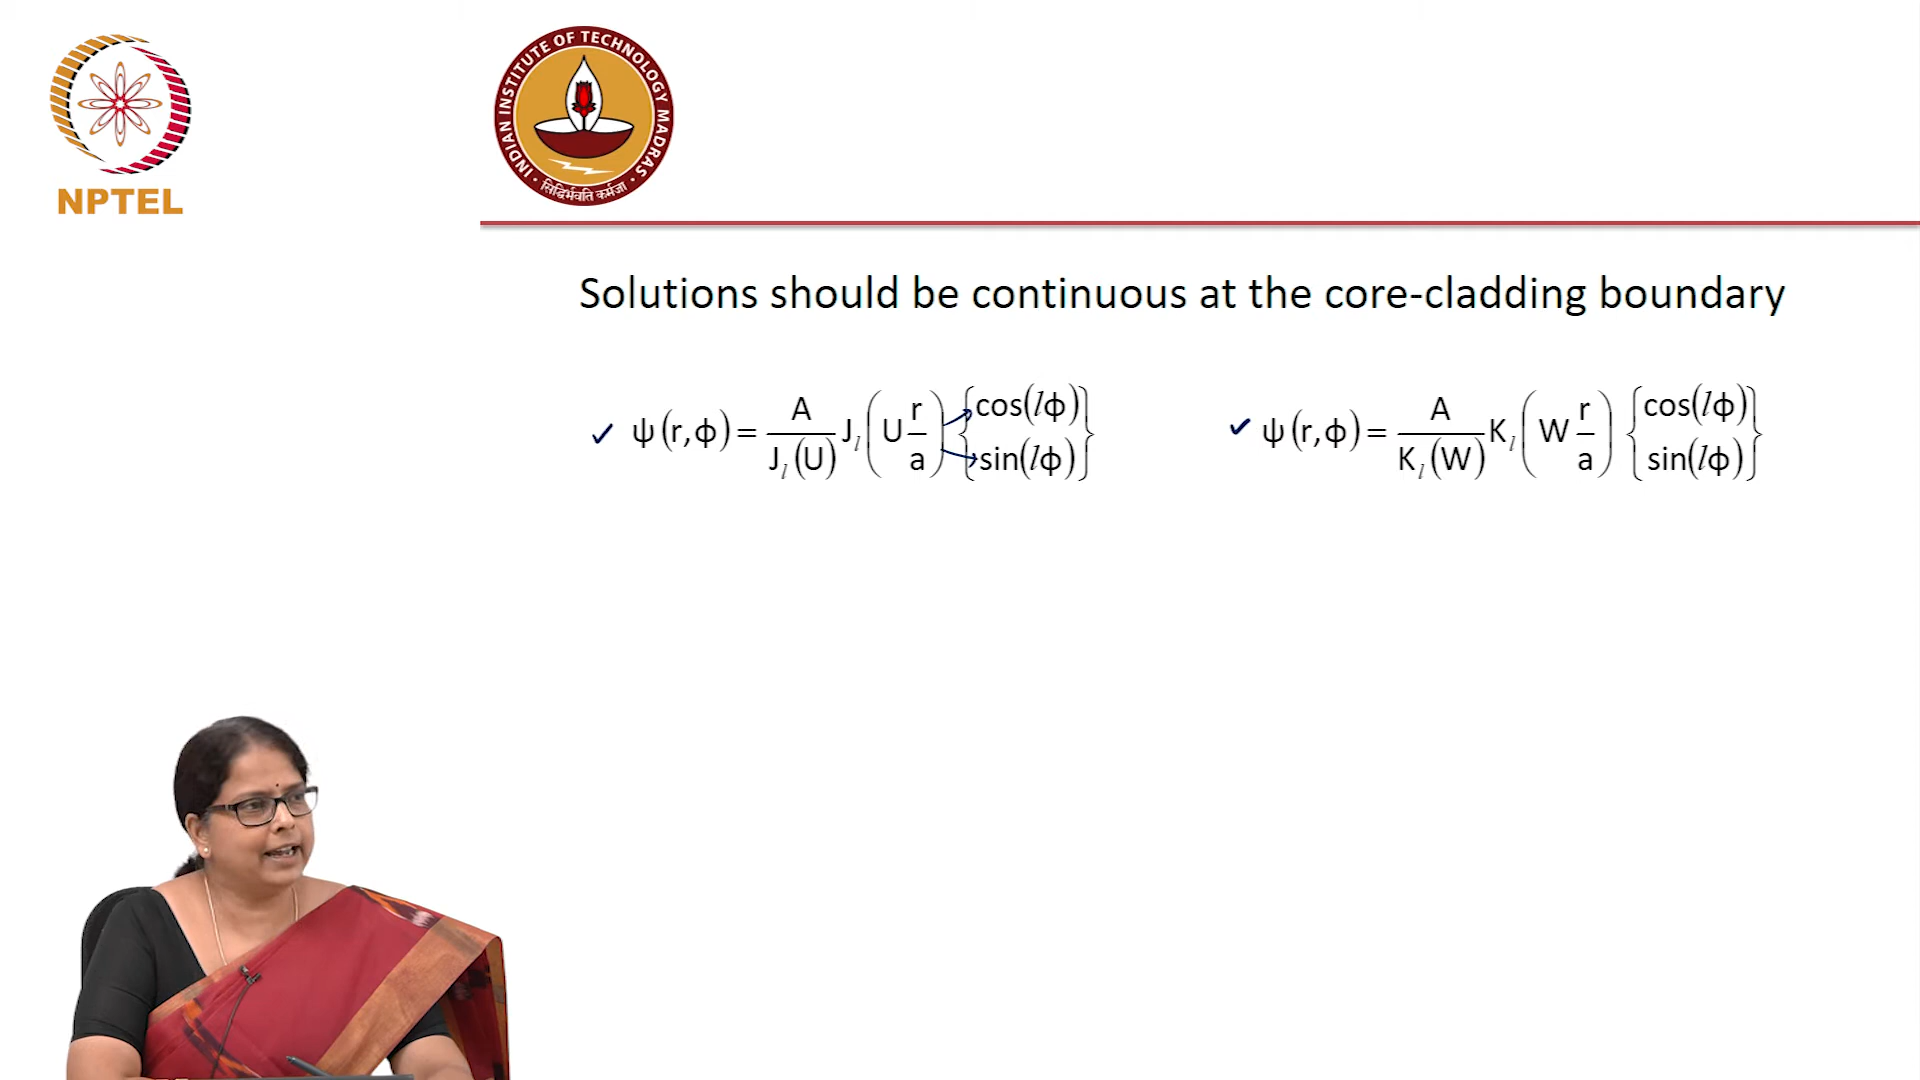 NPTEL
INDIAN INSTITUTE OF TECHNOLOGY MADRAS
सिद्धिर्भवति कर्मजा
Solutions should be continuous at the core-cladding boundary
✓ ψ(r,ϕ) = A/J_l(U) J_l(U r/a) {cos(lϕ) sin(lϕ)}
✓ ψ(r,ϕ) = A/K_l(W) K_l(W r/a) {cos(lϕ) sin(lϕ)}